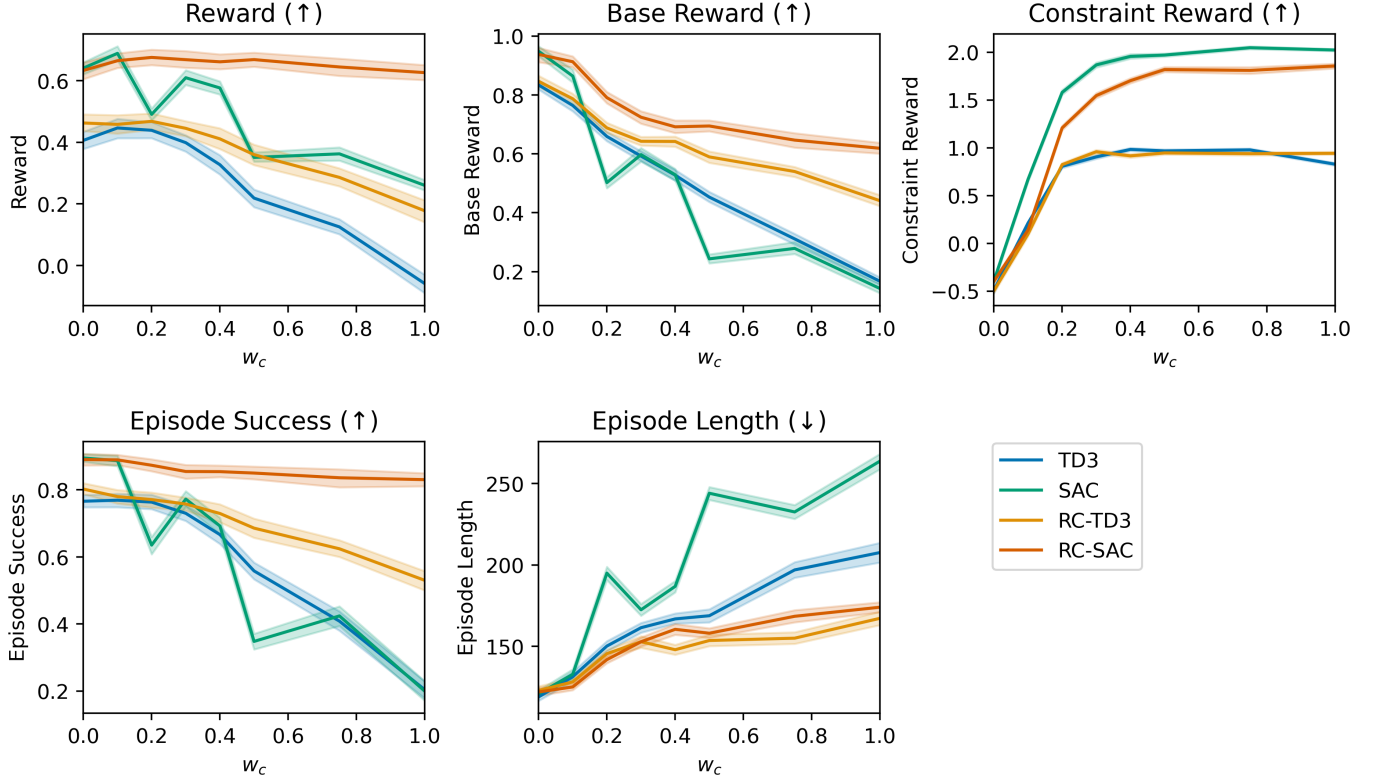 Reward (↑)
Reward
0.6
0.4
0.2
0.0
0.0 0.2 0.4 0.6 0.8 1.0
w_c
Base Reward (↑)
Base Reward
1.0
0.8
0.6
0.4
0.2
0.0 0.2 0.4 0.6 0.8 1.0
w_c
Constraint Reward (↑)
Constraint Reward
2.0
1.5
1.0
0.5
0.0
−0.5
0.0 0.2 0.4 0.6 0.8 1.0
w_c
Episode Success (↑)
Episode Success
0.8
0.6
0.4
0.2
0.0 0.2 0.4 0.6 0.8 1.0
w_c
Episode Length (↓)
Episode Length
250
200
150
0.0 0.2 0.4 0.6 0.8 1.0
w_c
TD3
SAC
RC-TD3
RC-SAC